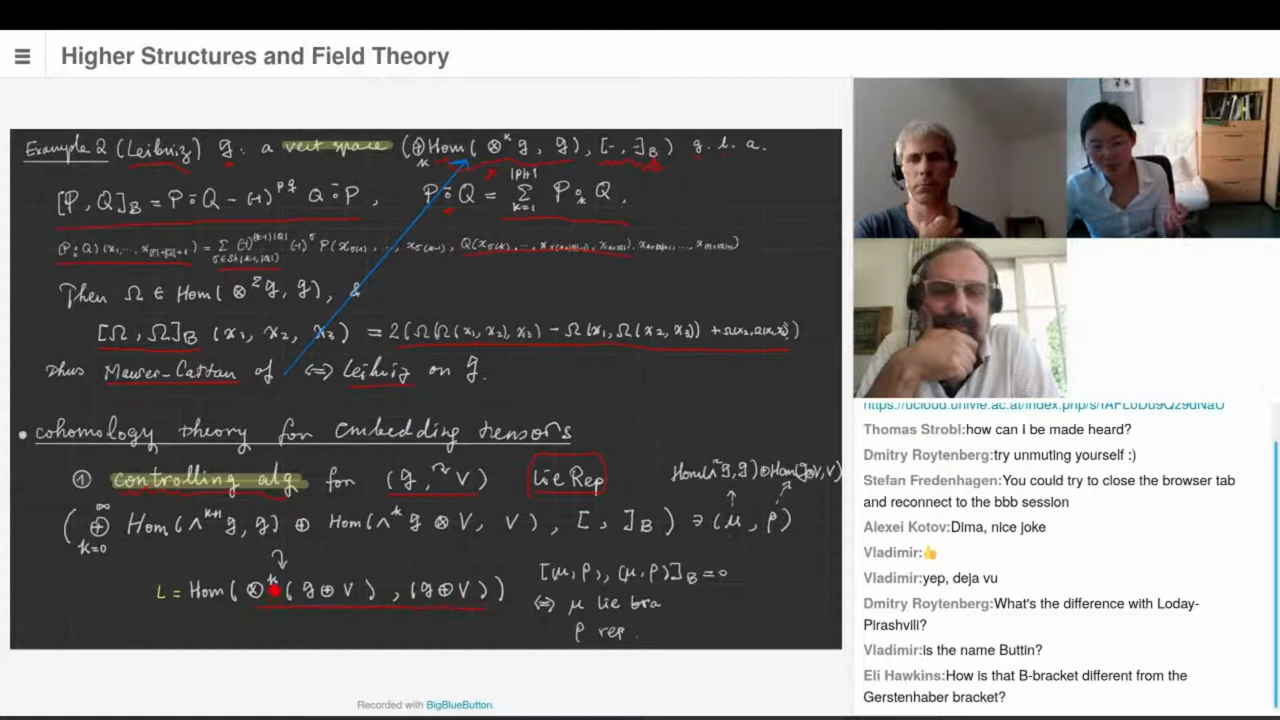 Higher Structures and Field Theory
Example 2 (Leibniz) 𝔤. a vect space (⊕ₖ Hom(⊗ᵏ𝔤, 𝔤), [-, ]_B) g. L. a.
[P, Q]_B = P ō Q - (-1)^{pq} Q ō P, P ō Q = Σ_{k=1}^{|P|+1} P ∘ₖ Q.
Then Ω ∈ Hom(⊗²𝔤, 𝔤), &
[Ω, Ω]_B (x₁, x₂, x₃) = 2(Ω(Ω(x₁, x₂), x₃) - Ω(x₁, Ω(x₂, x₃)) + Ω(x₂, Ω(x₁, x₃)))
thus Mawer-Cattan of ⟺ Leibniz on 𝔤.
• cohomology theory for embedding tensors
① controlling alg for (𝔤, ↷ V) Lie Rep
Hom(∧²𝔤, 𝔤) ⊕ Hom(𝔤⊗V, V)
(⊕_{k=0}^{∞} Hom(∧^{k+1} 𝔤, 𝔤) ⊕ Hom(∧ᵏ 𝔤 ⊗ V, V), [ , ]_B) ∋ (μ, ρ)
L = Hom(⊗ᵏ(𝔤 ⊕ V), (𝔤 ⊕ V))
[(μ, ρ), (μ, ρ)]_B = 0
⟺ μ Lie bra
ρ rep.
Recorded with BigBlueButton.
Thomas Strobl:how can I be made heard?
Dmitry Roytenberg:try unmuting yourself :)
Stefan Fredenhagen:You could try to close the browser tab
and reconnect to the bbb session
Alexei Kotov:Dima, nice joke
Vladimir:👍
Vladimir:yep, deja vu
Dmitry Roytenberg:What's the difference with Loday-
Pirashvili?
Vladimir:is the name Buttin?
Eli Hawkins:How is that B-bracket different from the
Gerstenhaber bracket?